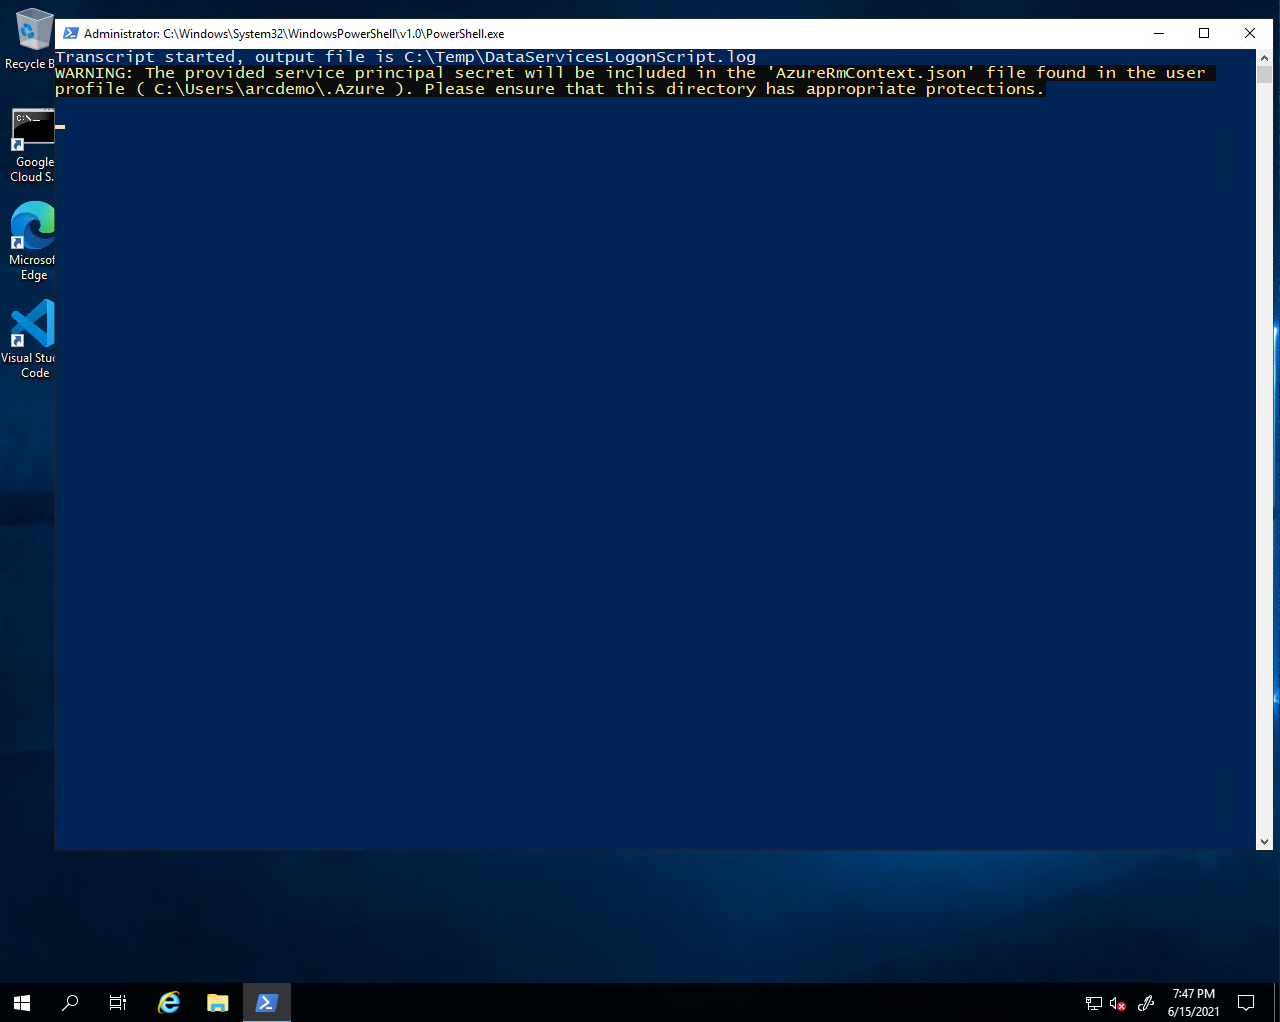 Administrator: C:\Windows\System32\WindowsPowerShell\v1.0\PowerShell.exe
Transcript started, output file is C:\Temp\DataServicesLogonScript.log
WARNING: The provided service principal secret will be included in the 'AzureRmContext.json' file found in the user
profile ( C:\Users\arcdemo\.Azure ). Please ensure that this directory has appropriate protections.
Recycle B
C:\._
Google
Cloud S..
Microsof
Edge
Visual Stu
Code
7:47 PM
6/15/2021